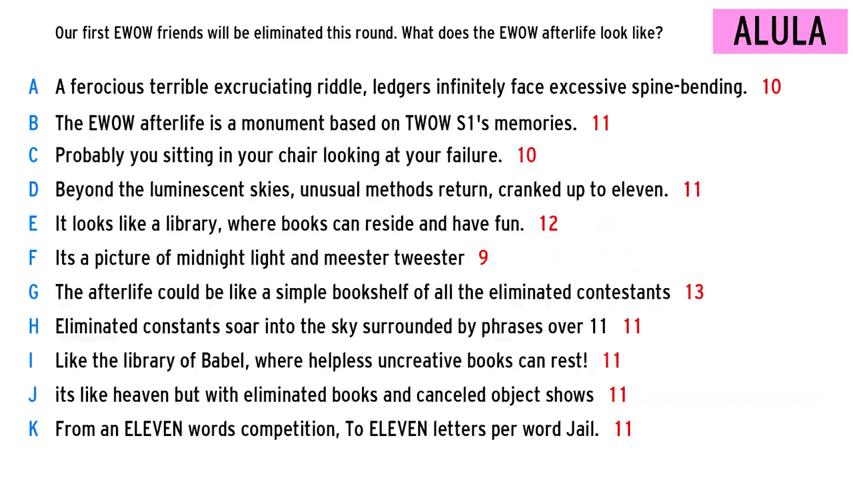 Our first EWOW friends will be eliminated this round. What does the EWOW afterlife look like?
ALULA
A A ferocious terrible excruciating riddle, ledgers infinitely face excessive spine-bending. 10
B The EWOW afterlife is a monument based on TWOW S1's memories. 11
C Probably you sitting in your chair looking at your failure. 10
D Beyond the luminescent skies, unusual methods return, cranked up to eleven. 11
E It looks like a library, where books can reside and have fun. 12
F Its a picture of midnight light and meester tweester 9
G The afterlife could be like a simple bookshelf of all the eliminated contestants 13
H Eliminated constants soar into the sky surrounded by phrases over 11 11
I Like the library of Babel, where helpless uncreative books can rest! 11
J its like heaven but with eliminated books and canceled object shows 11
K From an ELEVEN words competition, To ELEVEN letters per word Jail. 11